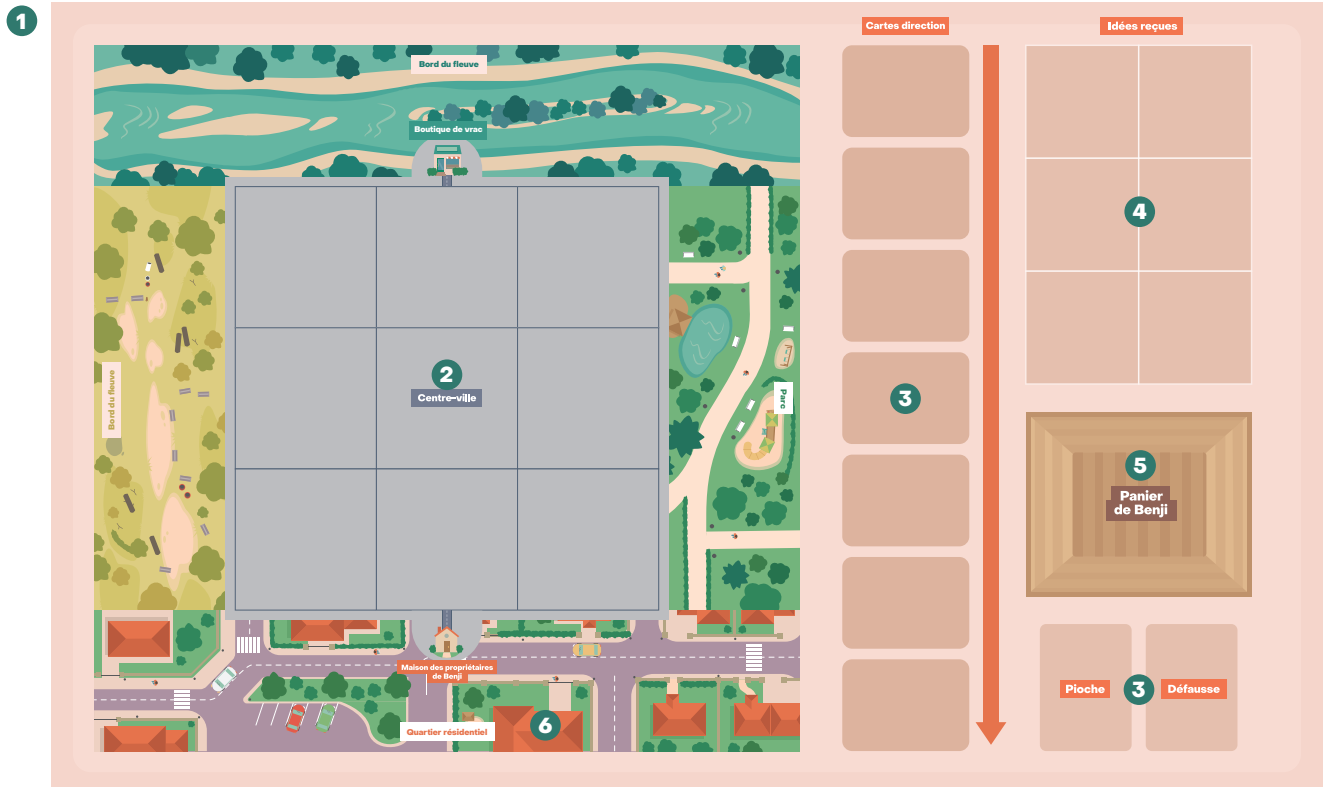 1
Cartes direction
Idées reçues
Bord du fleuve
Boutique de vrac
4
2
Centre-ville
Bord du fleuve
Parc
3
5
Panier
de Benji
Maison des propriétaires
de Benji
Pioche
3
Défausse
Quartier résidentiel
6